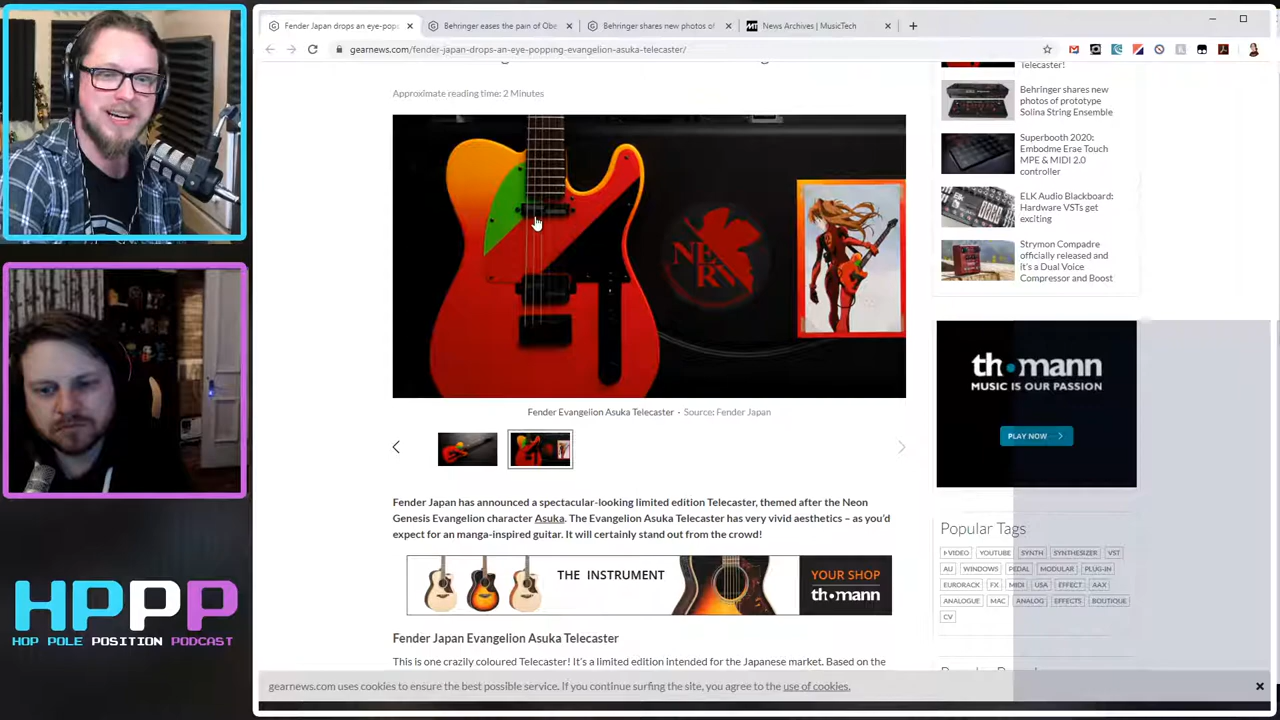 Fender Japan drops an eye-pop
Behringer eases the pain of Obe
Behringer shares new photos of
News Archives | MusicTech
gearnews.com/fender-japan-drops-an-eye-popping-evangelion-asuka-telecaster/
Approximate reading time: 2 Minutes
NERN
Fender Evangelion Asuka Telecaster · Source: Fender Japan
Fender Japan has announced a spectacular-looking limited edition Telecaster, themed after the Neon
Genesis Evangelion character Asuka. The Evangelion Asuka Telecaster has very vivid aesthetics – as you'd
expect for an manga-inspired guitar. It will certainly stand out from the crowd!
THE INSTRUMENT
YOUR SHOP
th•mann
Fender Japan Evangelion Asuka Telecaster
This is one crazily coloured Telecaster! It's a limited edition intended for the Japanese market. Based on the
gearnews.com uses cookies to ensure the best possible service. If you continue surfing the site, you agree to the use of cookies.
Telecaster!
Behringer shares new
photos of prototype
Solina String Ensemble
Superbooth 2020:
Embodme Erae Touch
MPE & MIDI 2.0
controller
ELK Audio Blackboard:
Hardware VSTs get
exciting
Strymon Compadre
officially released and
it's a Dual Voice
Compressor and Boost
th•mann
MUSIC IS OUR PASSION
PLAY NOW
Popular Tags
VIDEO YOUTUBE SYNTH SYNTHESIZER VST
AU WINDOWS PEDAL MODULAR PLUG-IN
EURORACK FX MIDI USA EFFECT AAX
ANALOGUE MAC ANALOG EFFECTS BOUTIQUE
CV
HPPP
HOP POLE POSITION PODCAST